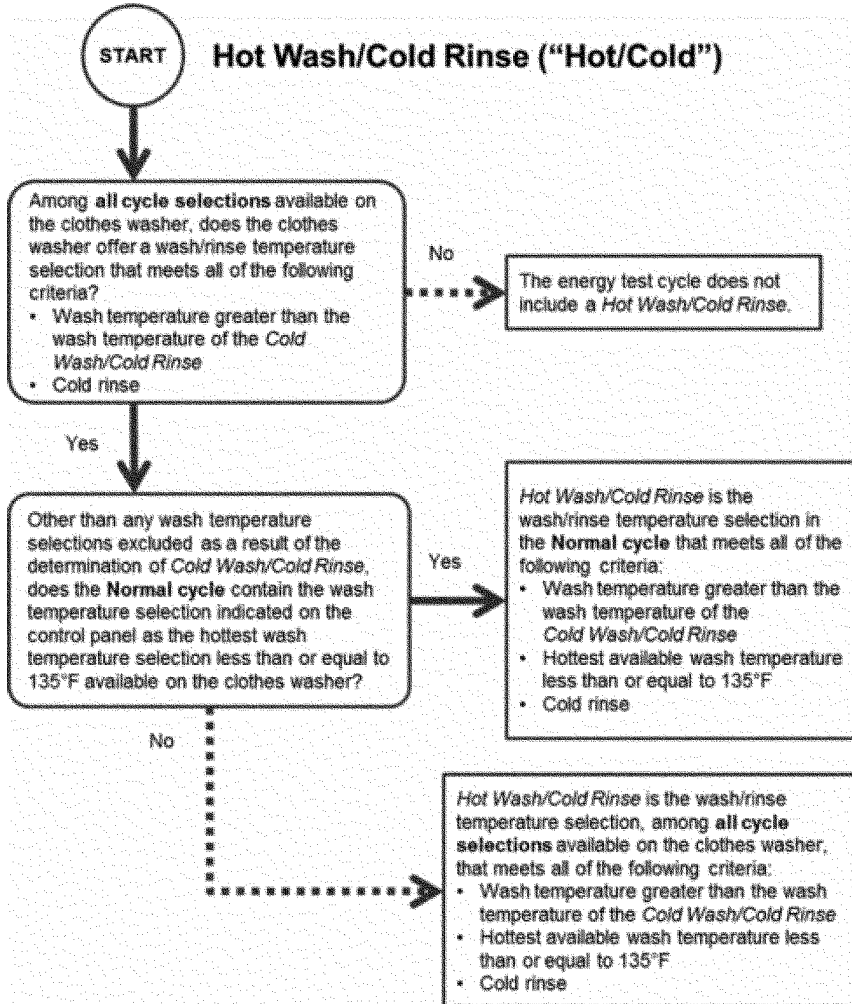 START
Hot Wash/Cold Rinse (“Hot/Cold”)
Among all cycle selections available on
the clothes washer, does the clothes
washer offer a wash/rinse temperature
selection that meets all of the following
criteria?
• Wash temperature greater than the
wash temperature of the Cold
Wash/Cold Rinse
• Cold rinse
No
The energy test cycle does not
include a Hot Wash/Cold Rinse.
Yes
Other than any wash temperature
selections excluded as a result of the
determination of Cold Wash/Cold Rinse,
does the Normal cycle contain the wash
temperature selection indicated on the
control panel as the hottest wash
temperature selection less than or equal to
135°F available on the clothes washer?
Yes
Hot Wash/Cold Rinse is the
wash/rinse temperature selection in
the Normal cycle that meets all of the
following criteria:
• Wash temperature greater than the
wash temperature of the
Cold Wash/Cold Rinse
• Hottest available wash temperature
less than or equal to 135°F
• Cold rinse
No
Hot Wash/Cold Rinse is the wash/rinse
temperature selection, among all cycle
selections available on the clothes washer,
that meets all of the following criteria:
• Wash temperature greater than the wash
temperature of the Cold Wash/Cold Rinse
• Hottest available wash temperature less
than or equal to 135°F
• Cold rinse